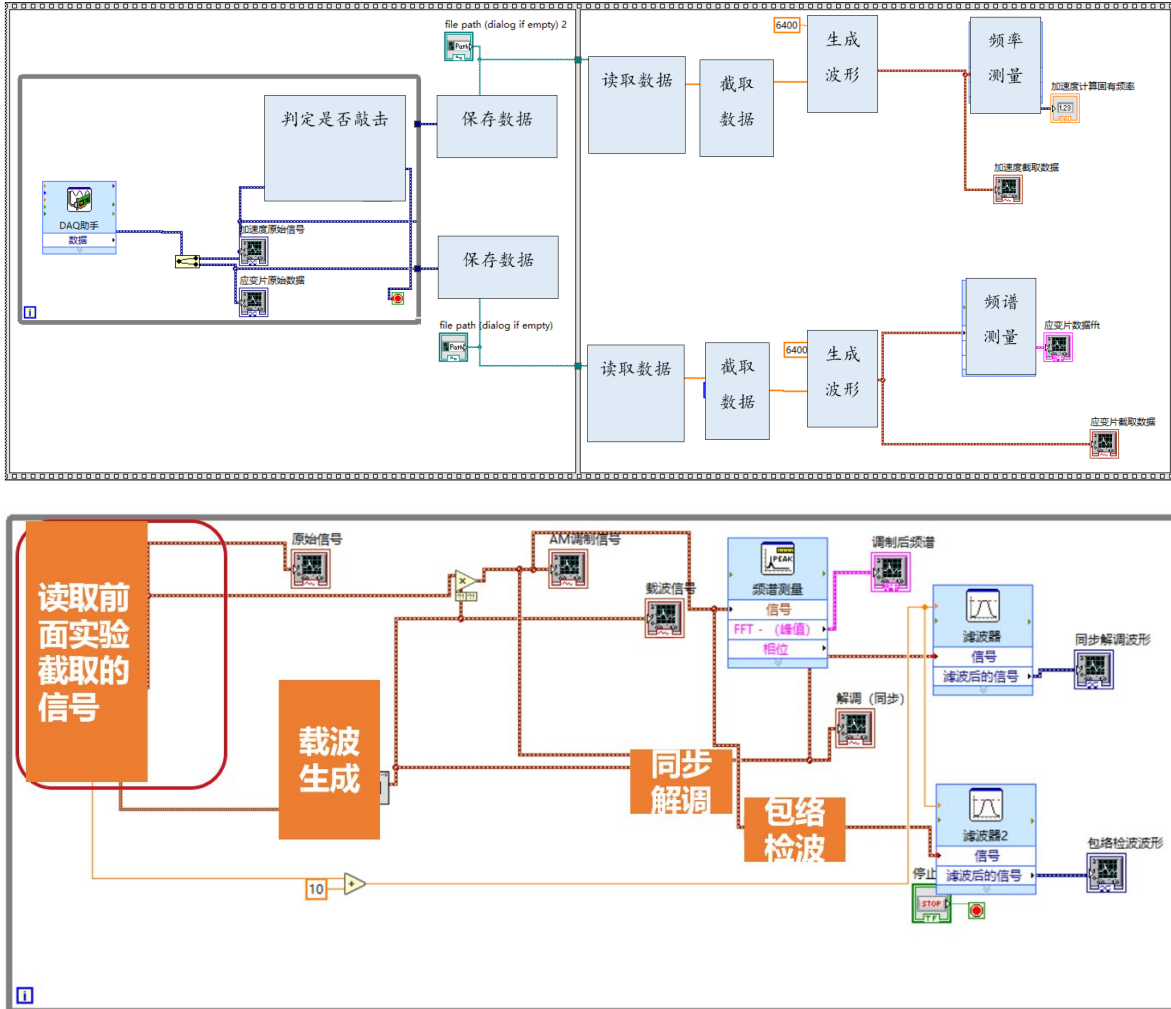 file path (dialog if empty) 2
Path
判定是否敲击
保存数据
DAQ助手
数据
加速度原始信号
应变片原始数据
i
保存数据
file path (dialog if empty)
Path
6400
生成
波形
读取数据
截取
数据
频率
测量
加速度计算固有频率
1.23
加速度截取数据
6400
生成
波形
读取数据
截取
数据
频谱
测量
应变片数据fft
应变片截取数据
读取前
面实验
截取的
信号
原始信号
AM调制信号
载波信号
PEAK
频谱测量
信号
FFT - （峰值）
相位
调制后频谱
滤波器
信号
滤波后的信号
同步解调波形
载波
生成
同步
解调
解调（同步）
包络
检波
滤波器2
信号
滤波后的信号
包络检波波形
10
+
停止
STOP
TF
i